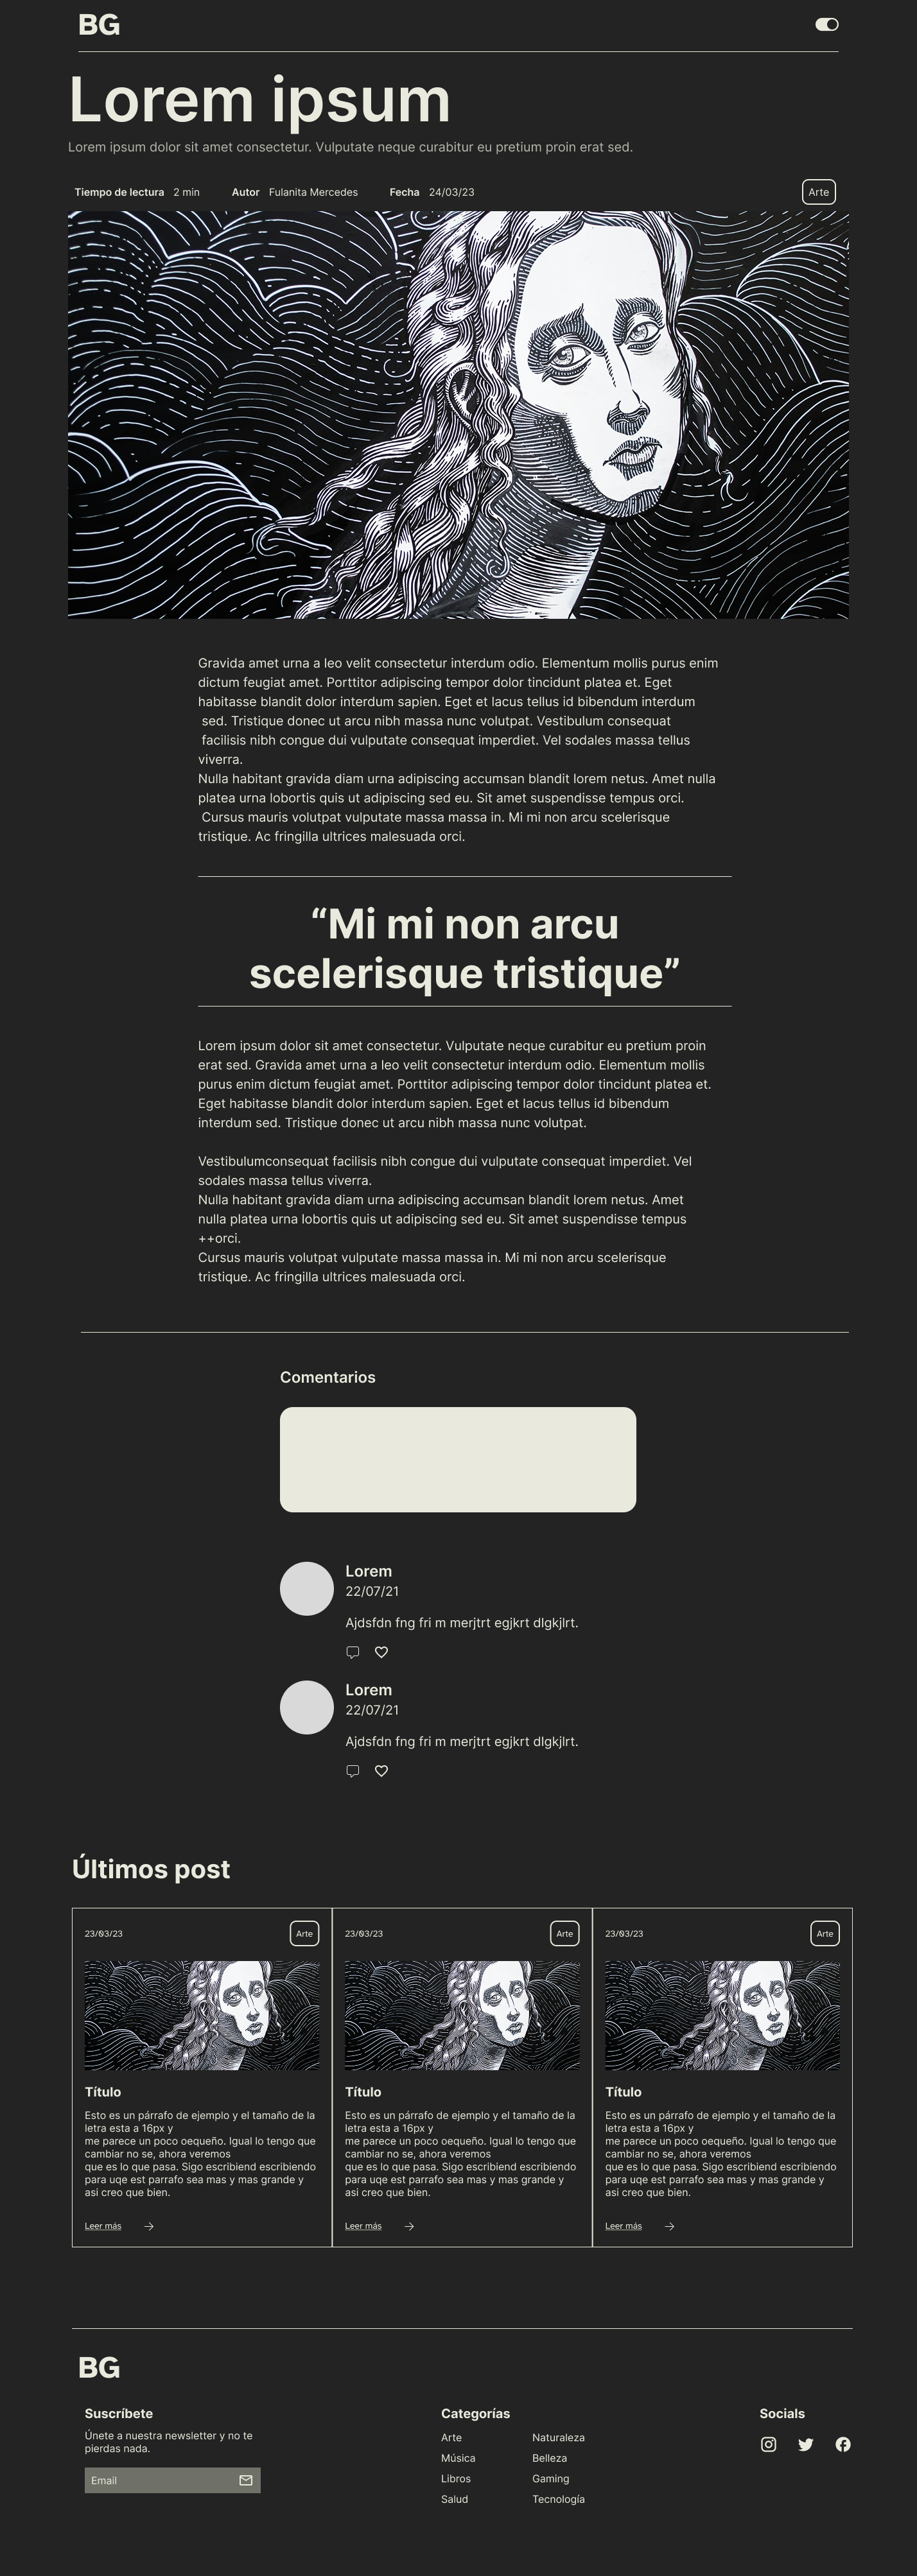 BG
Lorem ipsum
Lorem ipsum dolor sit amet consectetur. Vulputate neque curabitur eu pretium proin erat sed.
Tiempo de lectura 2 min Autor Fulanita Mercedes Fecha 24/03/23 Arte
Gravida amet urna a leo velit consectetur interdum odio. Elementum mollis purus enim
dictum feugiat amet. Porttitor adipiscing tempor dolor tincidunt platea et. Eget
habitasse blandit dolor interdum sapien. Eget et lacus tellus id bibendum interdum
sed. Tristique donec ut arcu nibh massa nunc volutpat. Vestibulum consequat
facilisis nibh congue dui vulputate consequat imperdiet. Vel sodales massa tellus
viverra.
Nulla habitant gravida diam urna adipiscing accumsan blandit lorem netus. Amet nulla
platea urna lobortis quis ut adipiscing sed eu. Sit amet suspendisse tempus orci.
Cursus mauris volutpat vulputate massa massa in. Mi mi non arcu scelerisque
tristique. Ac fringilla ultrices malesuada orci.
“Mi mi non arcu
scelerisque tristique”
Lorem ipsum dolor sit amet consectetur. Vulputate neque curabitur eu pretium proin
erat sed. Gravida amet urna a leo velit consectetur interdum odio. Elementum mollis
purus enim dictum feugiat amet. Porttitor adipiscing tempor dolor tincidunt platea et.
Eget habitasse blandit dolor interdum sapien. Eget et lacus tellus id bibendum
interdum sed. Tristique donec ut arcu nibh massa nunc volutpat.
Vestibulumconsequat facilisis nibh congue dui vulputate consequat imperdiet. Vel
sodales massa tellus viverra.
Nulla habitant gravida diam urna adipiscing accumsan blandit lorem netus. Amet
nulla platea urna lobortis quis ut adipiscing sed eu. Sit amet suspendisse tempus
++orci.
Cursus mauris volutpat vulputate massa massa in. Mi mi non arcu scelerisque
tristique. Ac fringilla ultrices malesuada orci.
Comentarios
Lorem
22/07/21
Ajdsfdn fng fri m merjtrt egjkrt dlgkjlrt.
Lorem
22/07/21
Ajdsfdn fng fri m merjtrt egjkrt dlgkjlrt.
Últimos post
23/03/23 Arte
Título
Esto es un párrafo de ejemplo y el tamaño de la
letra esta a 16px y
me parece un poco oequeño. Igual lo tengo que
cambiar no se, ahora veremos
que es lo que pasa. Sigo escribiend escribiendo
para uqe est parrafo sea mas y mas grande y
asi creo que bien.
Leer más
23/03/23 Arte
Título
Esto es un párrafo de ejemplo y el tamaño de la
letra esta a 16px y
me parece un poco oequeño. Igual lo tengo que
cambiar no se, ahora veremos
que es lo que pasa. Sigo escribiend escribiendo
para uqe est parrafo sea mas y mas grande y
asi creo que bien.
Leer más
23/03/23 Arte
Título
Esto es un párrafo de ejemplo y el tamaño de la
letra esta a 16px y
me parece un poco oequeño. Igual lo tengo que
cambiar no se, ahora veremos
que es lo que pasa. Sigo escribiend escribiendo
para uqe est parrafo sea mas y mas grande y
asi creo que bien.
Leer más
BG
Suscríbete
Únete a nuestra newsletter y no te
pierdas nada.
Email
Categorías
Arte Naturaleza
Música Belleza
Libros Gaming
Salud Tecnología
Socials